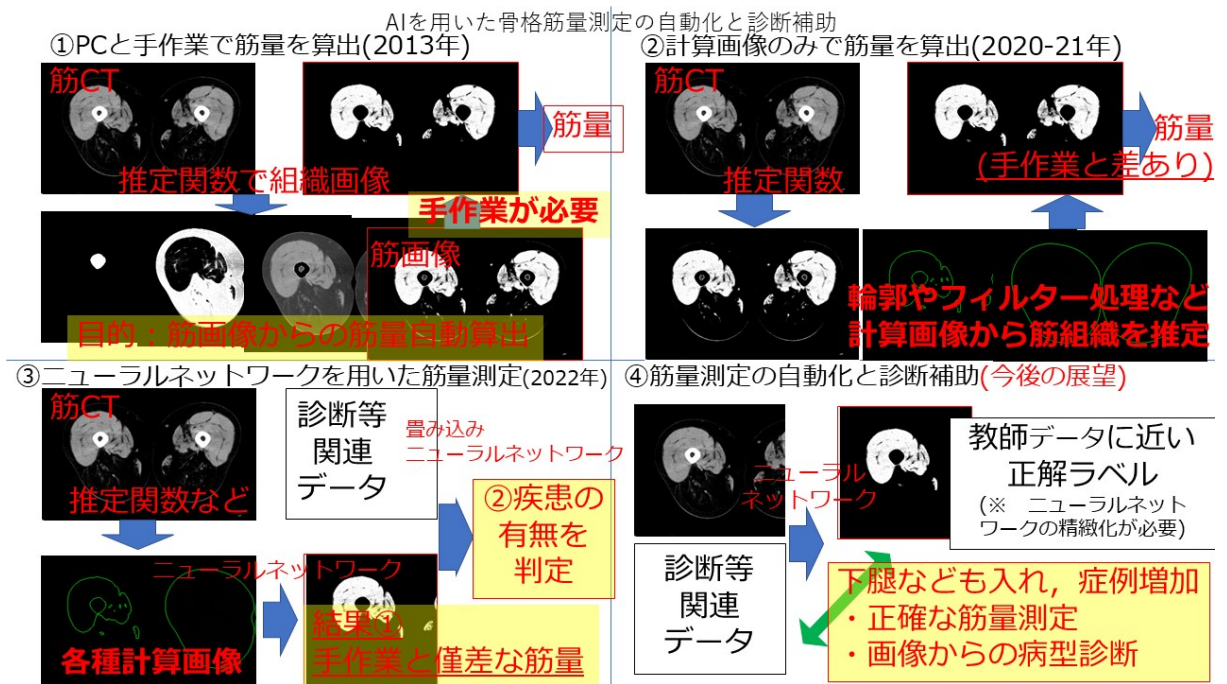 AIを用いた骨格筋量測定の自動化と診断補助
①PCと手作業で筋量を算出(2013年)
筋CT
推定関数で組織画像
筋量
手作業が必要
筋画像
目的：筋画像からの筋量自動算出
②計算画像のみで筋量を算出(2020-21年)
筋CT
推定関数
筋量
(手作業と差あり)
輪郭やフィルター処理など
計算画像から筋組織を推定
③ニューラルネットワークを用いた筋量測定(2022年)
筋CT
推定関数など
診断等
関連
データ
畳み込み
ニューラルネットワーク
②疾患の
有無を
判定
ニューラルネットワーク
各種計算画像
結果①
手作業と僅差な筋量
④筋量測定の自動化と診断補助(今後の展望)
ニューラル
ネットワーク
教師データに近い
正解ラベル
(※　ニューラルネット
ワークの精緻化が必要)
診断等
関連
データ
下腿なども入れ，症例増加
・正確な筋量測定
・画像からの病型診断